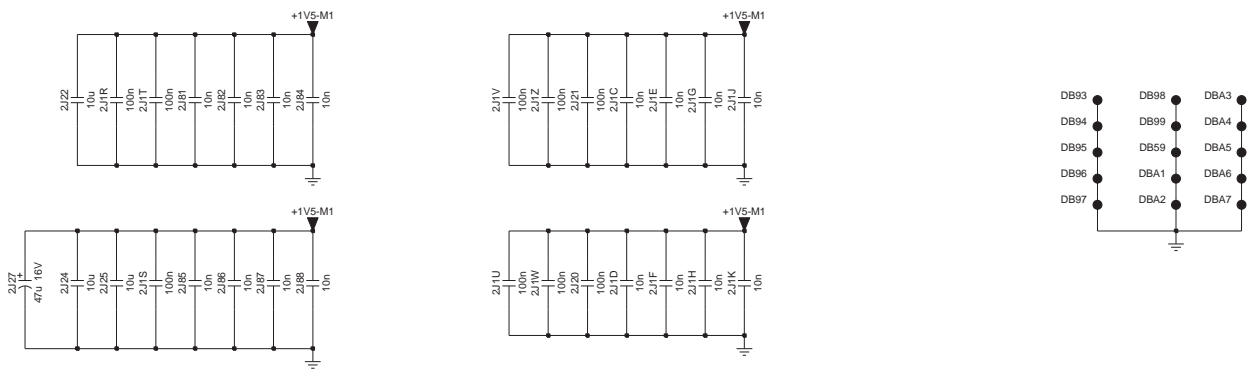 +1V5-M1
2J22 10u
2J1R 100n
2J1T 100n
2J81 10n
2J82 10n
2J83 10n
2J84 10n
+1V5-M1
2J1V 100n
2J1Z 100n
2J21 100n
2J1C 10n
2J1E 10n
2J1G 10n
2J1J 10n
DB93
DB94
DB95
DB96
DB97
DB98
DB99
DB59
DBA1
DBA2
DBA3
DBA4
DBA5
DBA6
DBA7
+1V5-M1
2J27 + 47u 16V
2J24 10u
2J25 10u
2J1S 100n
2J85 10n
2J86 10n
2J87 10n
2J88 10n
+1V5-M1
2J1U 100n
2J1W 100n
2J20 100n
2J1D 10n
2J1F 10n
2J1H 10n
2J1K 10n